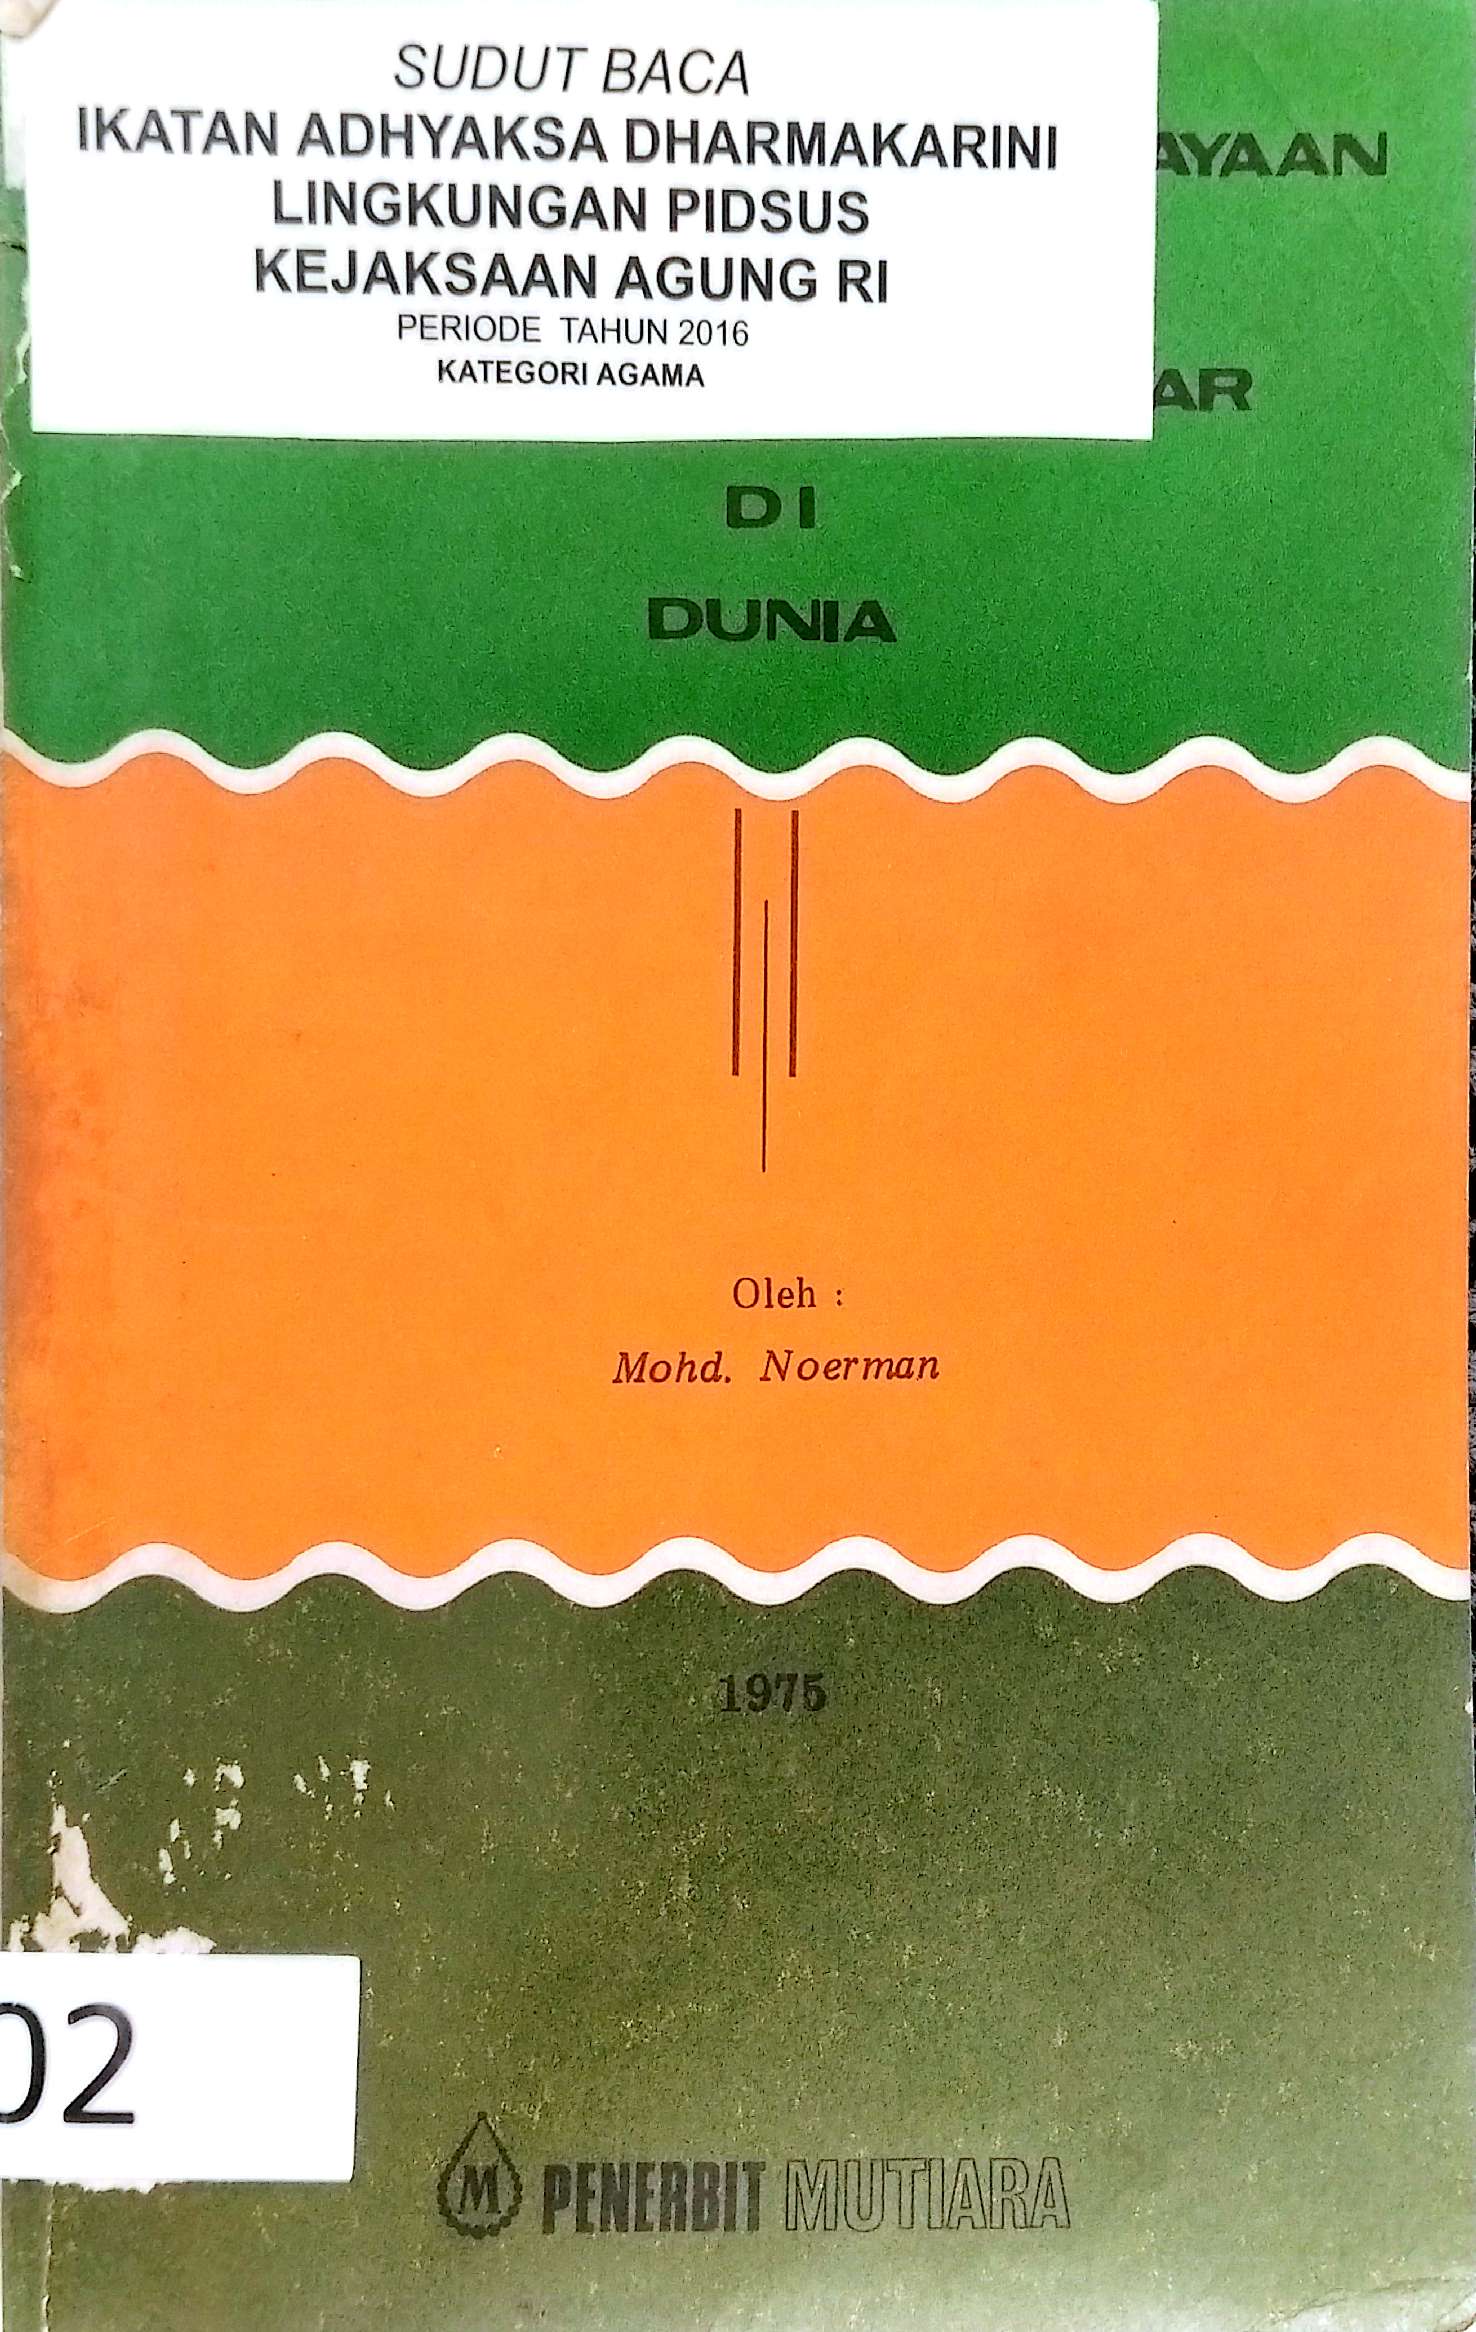 SUDUT BACA
IKATAN ADHYAKSA DHARMAKARINI
LINGKUNGAN PIDSUS
KEJAKSAAN AGUNG RI
PERIODE TAHUN 2016
KATEGORI AGAMA
AYAAN
AR
DI
DUNIA
Oleh :
Mohd. Noerman
1975
02
M PENERBIT MUTIARA